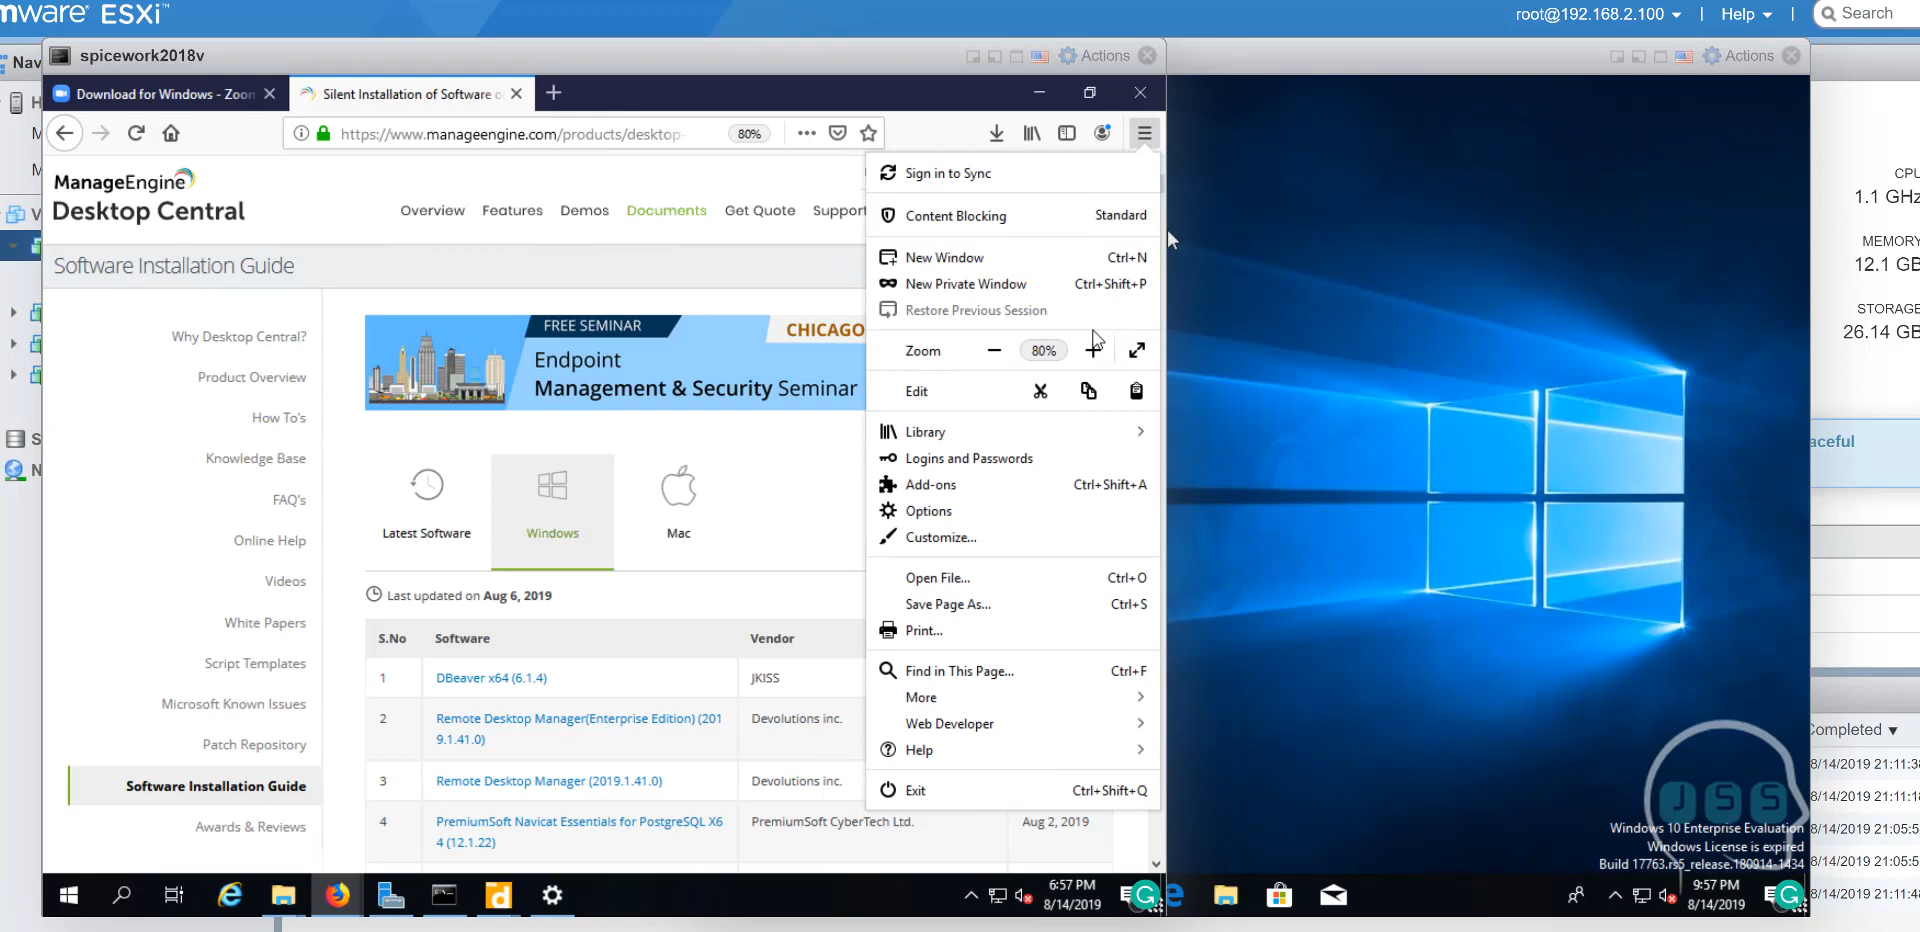 mware® ESXi™
root@192.168.2.100
Help
Search
Nav
spicework2018v
Actions
Actions
Download for Windows - Zoom
Silent Installation of Software o
https://www.manageengine.com/products/desktop-
80%
ManageEngine
Desktop Central
Overview
Features
Demos
Documents
Get Quote
Support
Software Installation Guide
Why Desktop Central?
Product Overview
How To's
Knowledge Base
FAQ's
Online Help
Videos
White Papers
Script Templates
Microsoft Known Issues
Patch Repository
Software Installation Guide
Awards & Reviews
FREE SEMINAR
CHICAGO
Endpoint
Management & Security Seminar
Latest Software
Windows
Mac
Last updated on Aug 6, 2019
S.No Software Vendor
1 DBeaver x64 (6.1.4) JKISS
2 Remote Desktop Manager(Enterprise Edition) (201 Devolutions inc.
9.1.41.0)
3 Remote Desktop Manager (2019.1.41.0) Devolutions inc.
4 PremiumSoft Navicat Essentials for PostgreSQL X6 PremiumSoft CyberTech Ltd. Aug 2, 2019
4 (12.1.22)
Sign in to Sync
Content Blocking Standard
New Window Ctrl+N
New Private Window Ctrl+Shift+P
Restore Previous Session
Zoom 80%
Edit
Library
Logins and Passwords
Add-ons Ctrl+Shift+A
Options
Customize...
Open File... Ctrl+O
Save Page As... Ctrl+S
Print...
Find in This Page... Ctrl+F
More
Web Developer
Help
Exit Ctrl+Shift+Q
6:57 PM
8/14/2019
JSS
Windows 10 Enterprise Evaluation
Windows License is expired
Build 17763.rs5_release.180914-1434
9:57 PM
8/14/2019
CPU
1.1 GHz
MEMORY
12.1 GB
STORAGE
26.14 GB
aceful
Completed ▼
8/14/2019 21:11:38
8/14/2019 21:11:18
8/14/2019 21:05:5
8/14/2019 21:05:5
8/14/2019 21:11:48